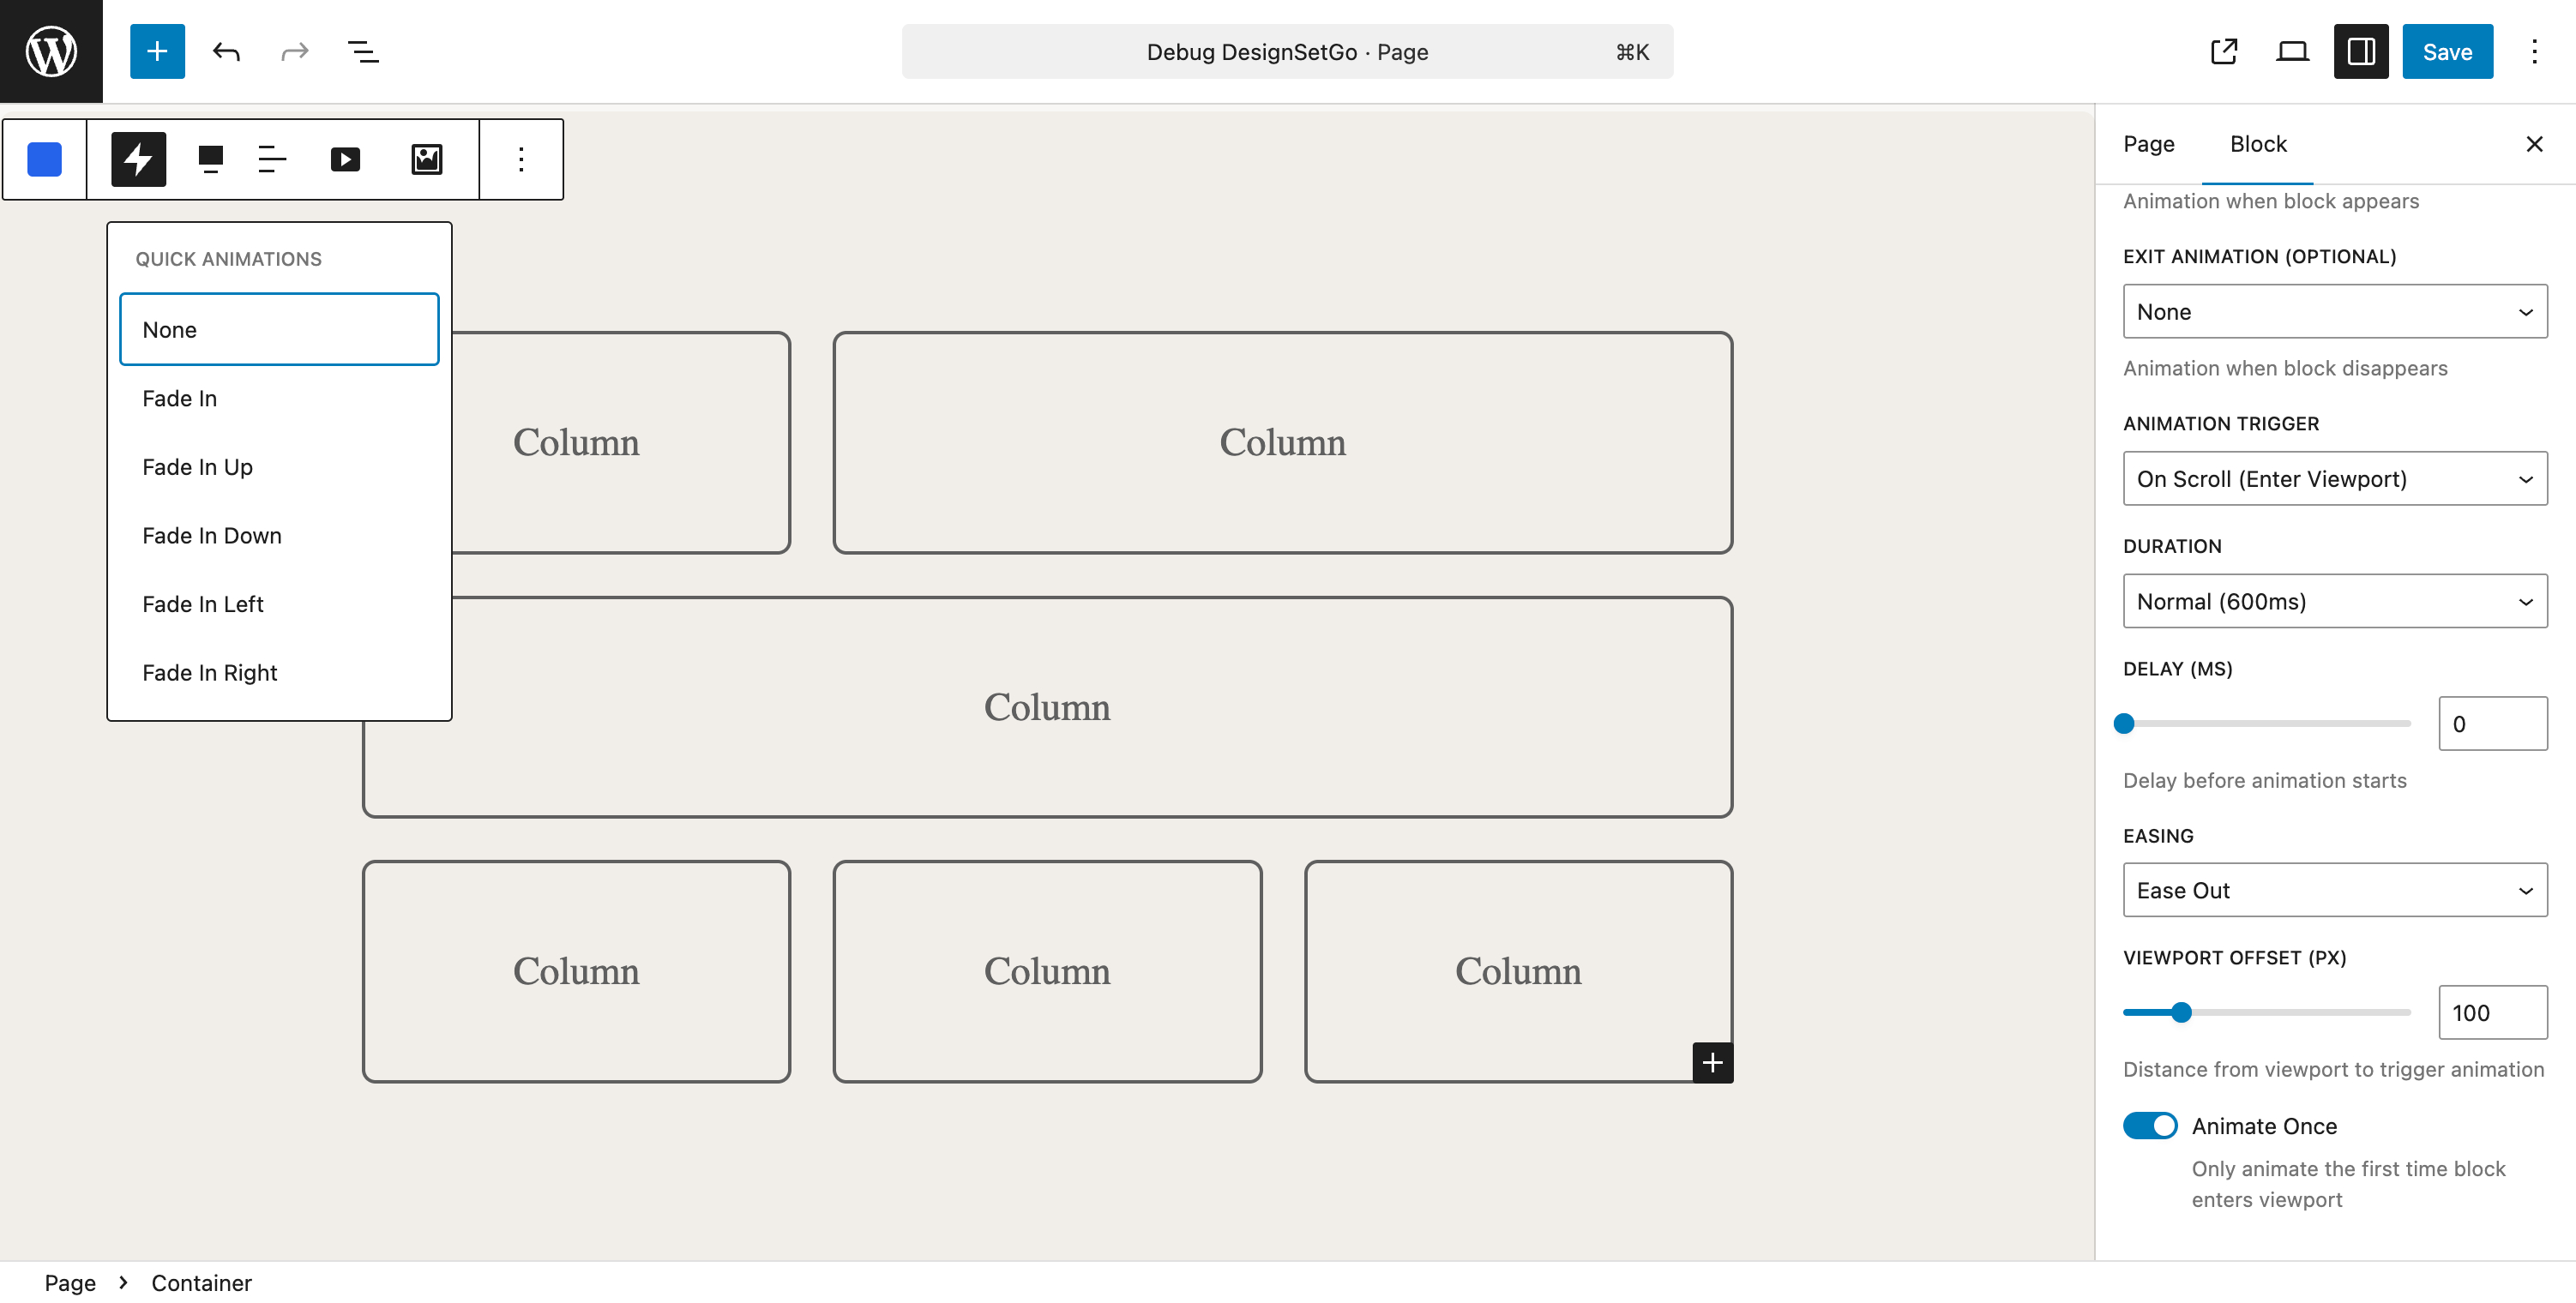 Debug DesignSetGo · Page ⌘K
Save
QUICK ANIMATIONS
None
Fade In
Fade In Up
Fade In Down
Fade In Left
Fade In Right
Column
Column
Column
Column
Column
Column
Page
Block
Animation when block appears
EXIT ANIMATION (OPTIONAL)
None
Animation when block disappears
ANIMATION TRIGGER
On Scroll (Enter Viewport)
DURATION
Normal (600ms)
DELAY (MS)
0
Delay before animation starts
EASING
Ease Out
VIEWPORT OFFSET (PX)
100
Distance from viewport to trigger animation
Animate Once
Only animate the first time block
enters viewport
Page > Container